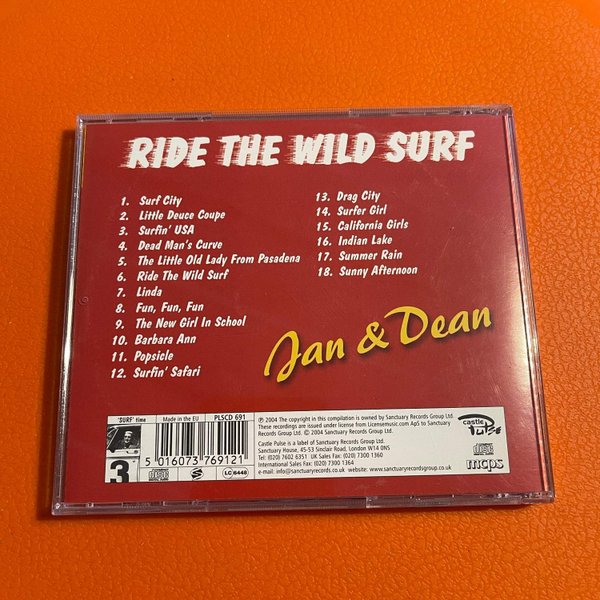 RIDE THE WILD SURF
1. Surf City
2. Little Deuce Coupe
3. Surfin' USA
4. Dead Man's Curve
5. The Little Old Lady From Pasadena
6. Ride The Wild Surf
7. Linda
8. Fun, Fun, Fun
9. The New Girl In School
10. Barbara Ann
11. Popsicle
12. Surfin' Safari
13. Drag City
14. Surfer Girl
15. California Girls
16. Indian Lake
17. Summer Rain
18. Sunny Afternoon
Jan & Dean
'SURF' time
Made in the EU
PLSCD 691
3
5 016073 769121
LC 6448
℗ 2004 The copyright in this compilation is owned by Sanctuary Records Group Ltd.
These recordings are issued under license from Licensemusic.com ApS to Sanctuary
Records Group Ltd. © 2004 Sanctuary Records Group Ltd.
Castle Pulse is a label of Sanctuary Records Group Ltd.
Sanctuary House, 45-53 Sinclair Road, London W14 0NS
Tel: (020) 7602 6351 UK Sales Fax: (020) 7300 1360
International Sales Fax: (020) 7300 1364
e-mail: info@sanctuaryrecords.co.uk website: www.sanctuaryrecordsgroup.co.uk
castle
Pulse
mcps